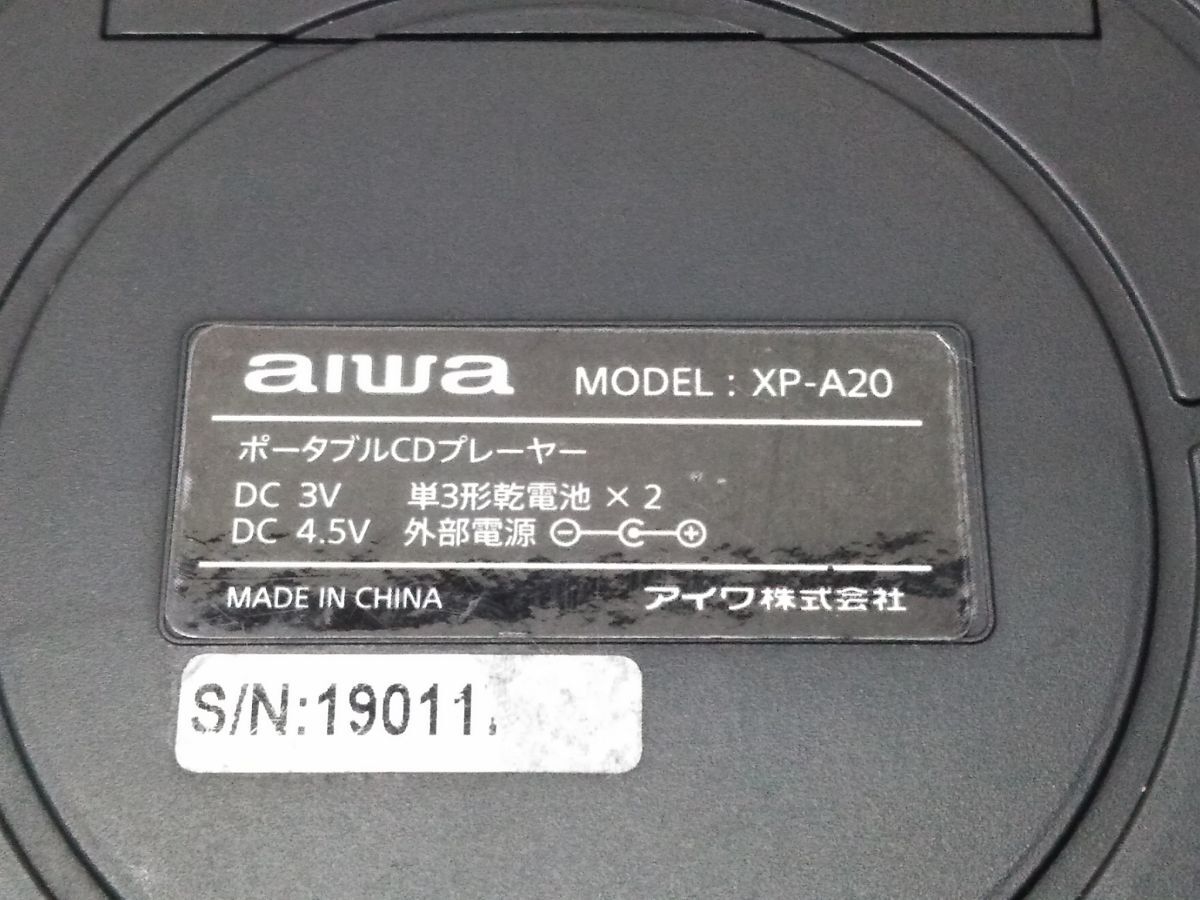 aiwa MODEL : XP-A20
ポータブルCDプレーヤー
DC 3V 単3形乾電池 × 2
DC 4.5V 外部電源
MADE IN CHINA アイワ株式会社
S/N:19011